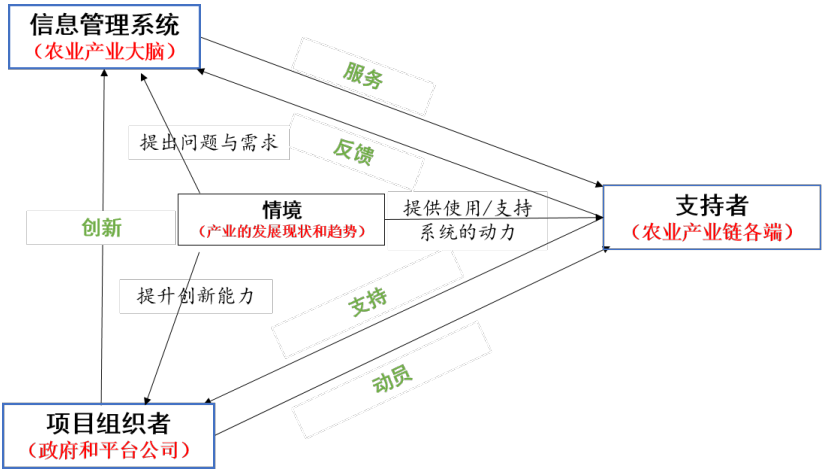 信息管理系统
（农业产业大脑）
服务
提出问题与需求
反馈
情境
（产业的发展现状和趋势）
提供使用/支持
系统的动力
支持者
（农业产业链各端）
创新
提升创新能力
支持
动员
项目组织者
（政府和平台公司）